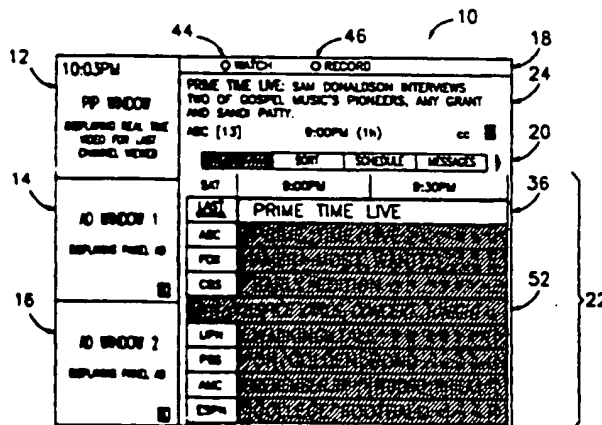 44
46
10
12
18
24
20
14
36
52
22
16
10:03PM
PIP WINDOW
DISPLAYING REAL TIME
VIDEO FOR LAST
CHANNEL VIEWED
AD WINDOW 1
DISPLAYING PANEL AD
AD WINDOW 2
DISPLAYING PANEL AD
WATCH RECORD
PRIME TIME LIVE: SAM DONALDSON INTERVIEWS
TWO OF GOSPEL MUSIC'S PIONEERS, AMY GRANT
AND SANDI PATTY.
ABC [13] 9:00PM (1h) cc
SORT SCHEDULE MESSAGES
SAT 9:00PM 9:30PM
LAST PRIME TIME LIVE
ABC
FOX
CBS
UPN
PBS
AMC
ESPN